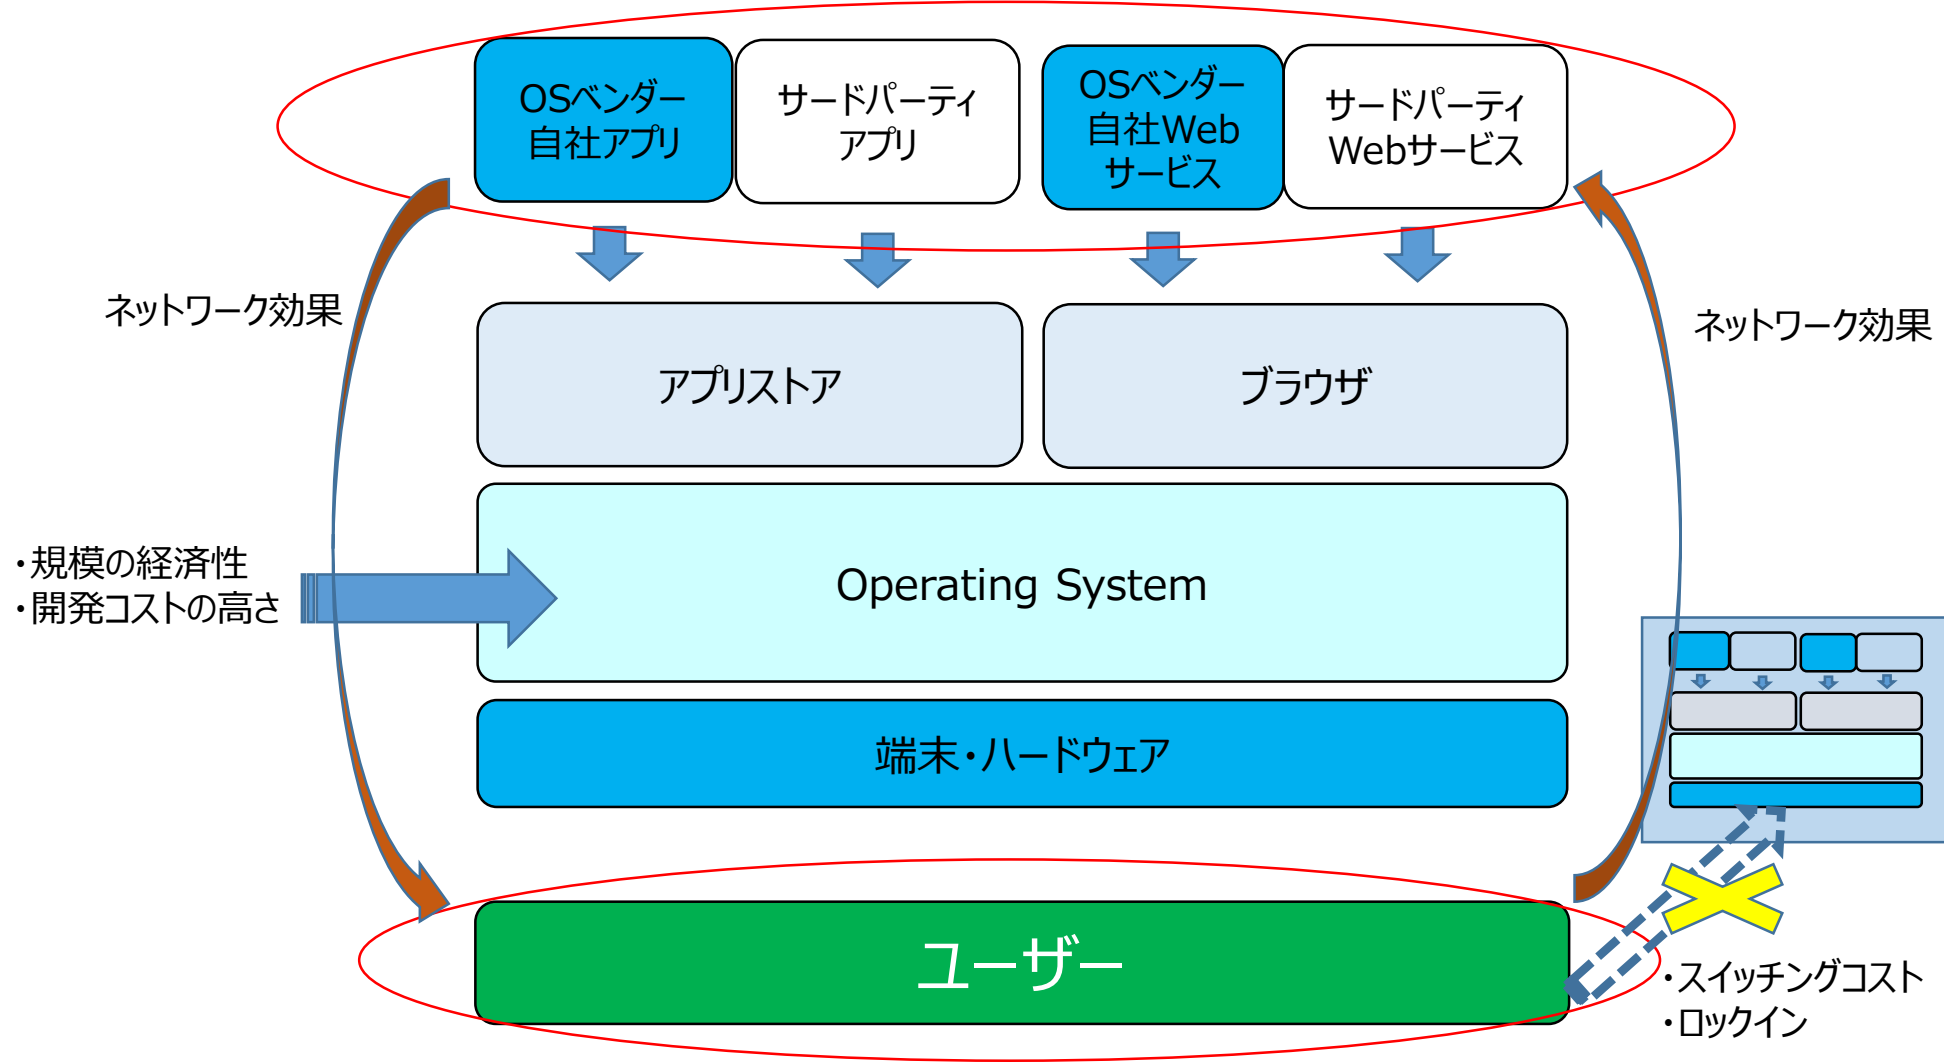 OSベンダー
自社アプリ
サードパーティ
アプリ
OSベンダー
自社Web
サービス
サードパーティ
Webサービス
ネットワーク効果
ネットワーク効果
アプリストア
ブラウザ
・規模の経済性
・開発コストの高さ
Operating System
端末・ハードウェア
ユーザー
・スイッチングコスト
・ロックイン